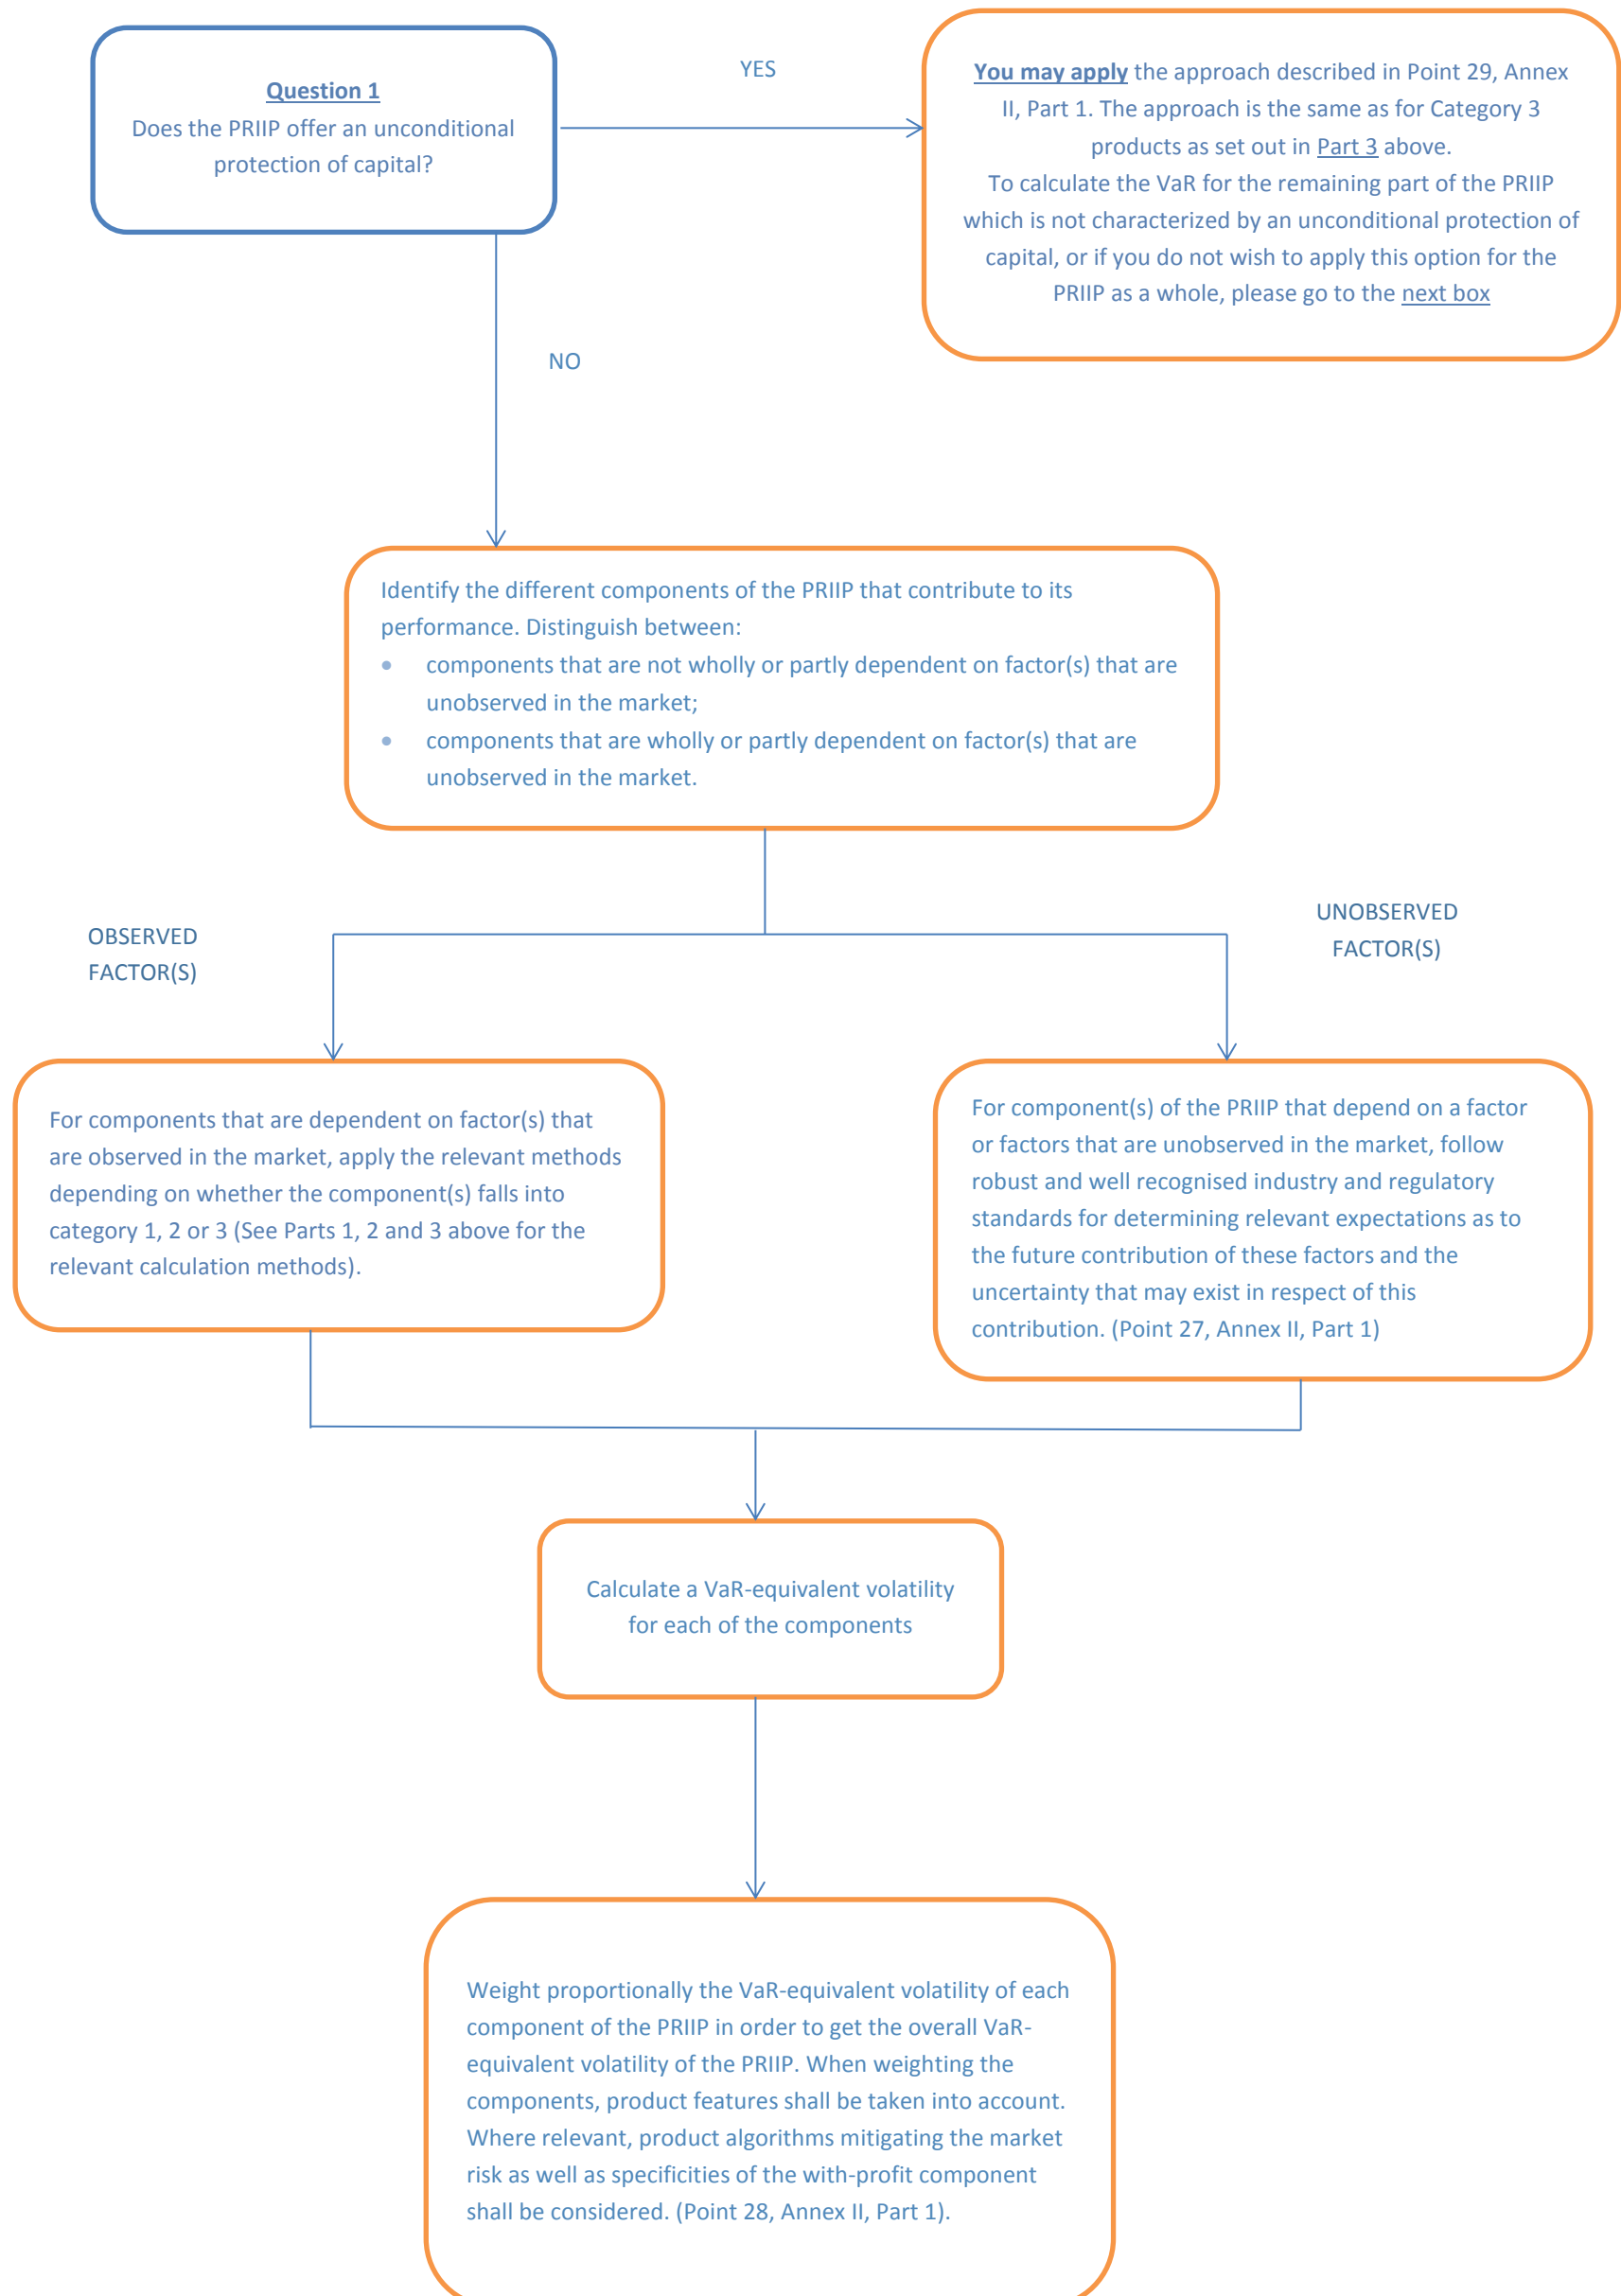 Question 1
Does the PRIIP offer an unconditional
protection of capital?
YES
You may apply the approach described in Point 29, Annex
II, Part 1. The approach is the same as for Category 3
products as set out in Part 3 above.
To calculate the VaR for the remaining part of the PRIIP
which is not characterized by an unconditional protection of
capital, or if you do not wish to apply this option for the
PRIIP as a whole, please go to the next box
NO
Identify the different components of the PRIIP that contribute to its
performance. Distinguish between:
• components that are not wholly or partly dependent on factor(s) that are
unobserved in the market;
• components that are wholly or partly dependent on factor(s) that are
unobserved in the market.
OBSERVED
FACTOR(S)
UNOBSERVED
FACTOR(S)
For components that are dependent on factor(s) that
are observed in the market, apply the relevant methods
depending on whether the component(s) falls into
category 1, 2 or 3 (See Parts 1, 2 and 3 above for the
relevant calculation methods).
For component(s) of the PRIIP that depend on a factor
or factors that are unobserved in the market, follow
robust and well recognised industry and regulatory
standards for determining relevant expectations as to
the future contribution of these factors and the
uncertainty that may exist in respect of this
contribution. (Point 27, Annex II, Part 1)
Calculate a VaR-equivalent volatility
for each of the components
Weight proportionally the VaR-equivalent volatility of each
component of the PRIIP in order to get the overall VaR-
equivalent volatility of the PRIIP. When weighting the
components, product features shall be taken into account.
Where relevant, product algorithms mitigating the market
risk as well as specificities of the with-profit component
shall be considered. (Point 28, Annex II, Part 1).